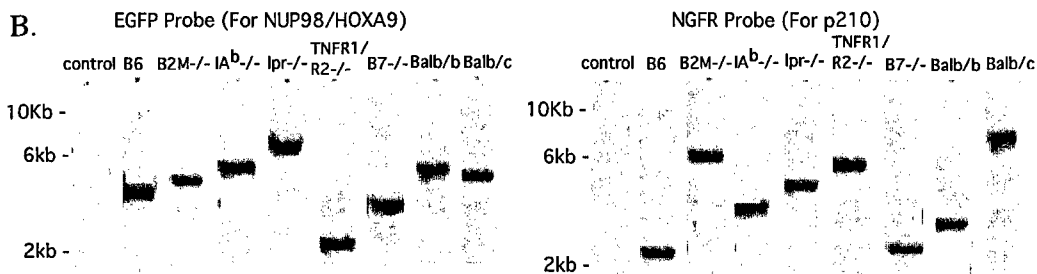 B.
EGFP Probe (For NUP98/HOXA9)
control B6 B2M-/- IAb-/- lpr-/- TNFR1/R2-/- B7-/- Balb/b Balb/c
10Kb -
6kb -
2kb -
NGFR Probe (For p210)
control B6 B2M-/- IAb-/- lpr-/- TNFR1/R2-/- B7-/- Balb/b Balb/c
10Kb -
6kb -
2kb -